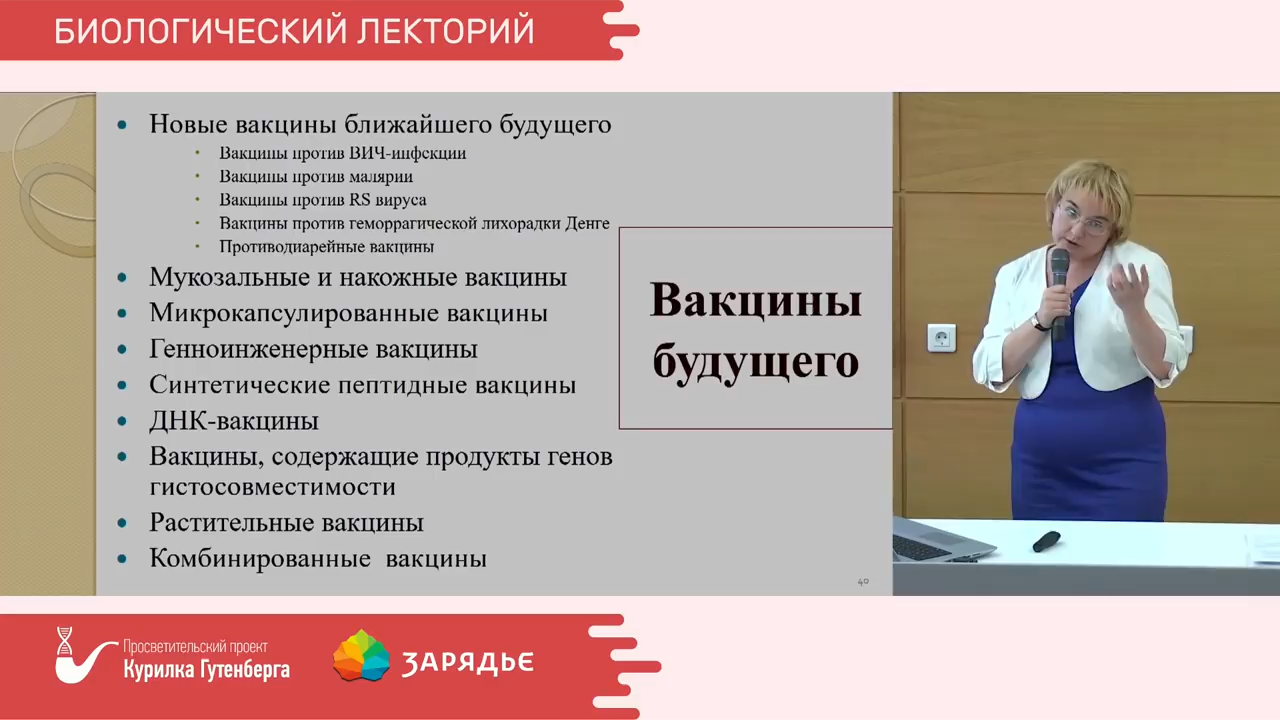 БИОЛОГИЧЕСКИЙ ЛЕКТОРИЙ
• Новые вакцины ближайшего будущего
• Вакцины против ВИЧ-инфекции
• Вакцины против малярии
• Вакцины против RS вируса
• Вакцины против геморрагической лихорадки Денге
• Противодиарейные вакцины
• Мукозальные и накожные вакцины
• Микрокапсулированные вакцины
• Генноинженерные вакцины
• Синтетические пептидные вакцины
• ДНК-вакцины
• Вакцины, содержащие продукты генов
гистосовместимости
• Растительные вакцины
• Комбинированные вакцины
Вакцины
будущего
40
Просветительский проект
Курилка Гутенберга
ЗАРЯДЬЕ